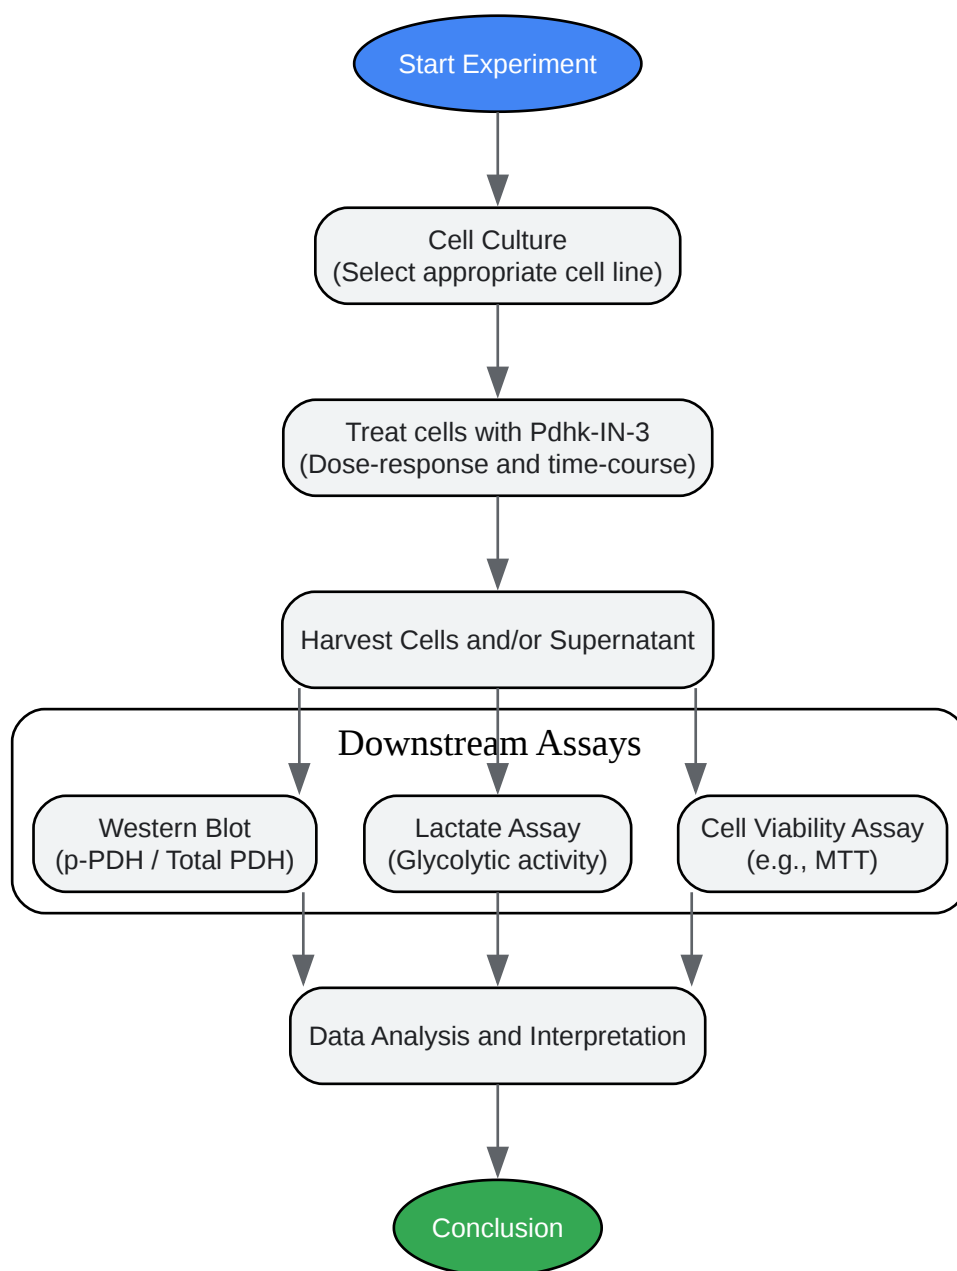 Start Experiment
Cell Culture
(Select appropriate cell line)
Treat cells with Pdhk-IN-3
(Dose-response and time-course)
Harvest Cells and/or Supernatant
Downstream Assays
Western Blot
(p-PDH / Total PDH)
Lactate Assay
(Glycolytic activity)
Cell Viability Assay
(e.g., MTT)
Data Analysis and Interpretation
Conclusion